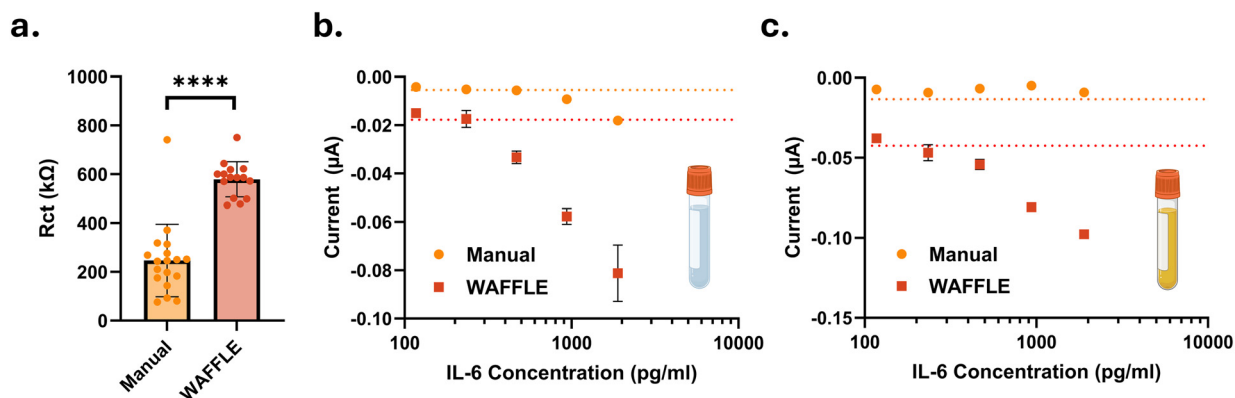 a.
1000
800
600
400
200
0
Rct (kΩ)
****
Manual
WAFFLE
b.
0.00
-0.02
-0.04
-0.06
-0.08
-0.10
Current (µA)
Manual
WAFFLE
100
1000
10000
IL-6 Concentration (pg/ml)
c.
0.00
-0.05
-0.10
-0.15
Current (µA)
Manual
WAFFLE
100
1000
10000
IL-6 Concentration (pg/ml)